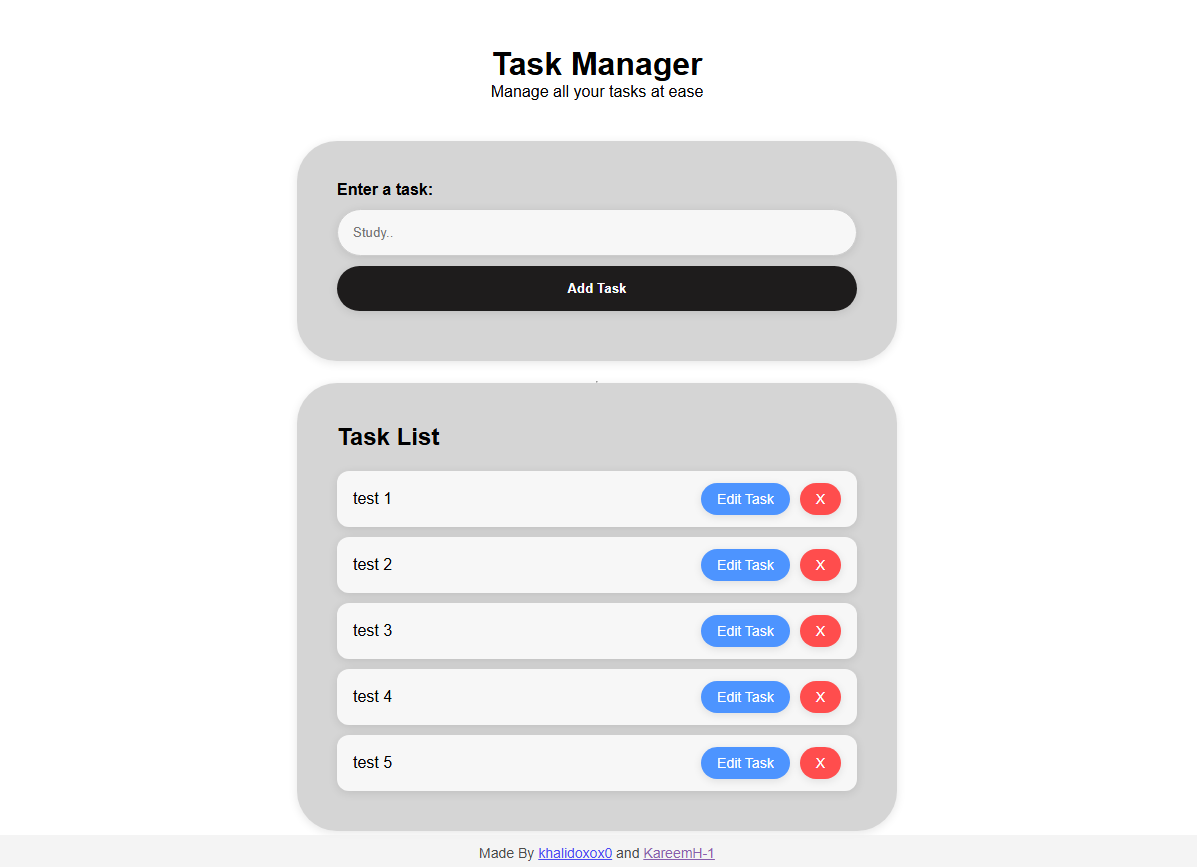 Task Manager
Manage all your tasks at ease
Enter a task:
Study..
Add Task
.
Task List
test 1 Edit Task X
test 2 Edit Task X
test 3 Edit Task X
test 4 Edit Task X
test 5 Edit Task X
Made By khalidoxox0 and KareemH-1